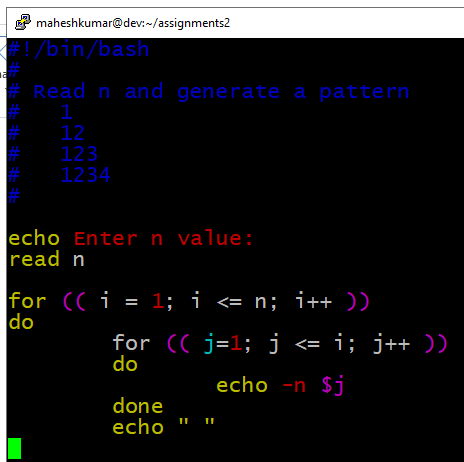 maheshkumar@dev:~/assignments2
#!/bin/bash
#
# Read n and generate a pattern
#   1
#   12
#   123
#   1234
#

echo Enter n value:
read n

for (( i = 1; i <= n; i++ ))
do
        for (( j=1; j <= i; j++ ))
        do
                echo -n $j
        done
        echo " "